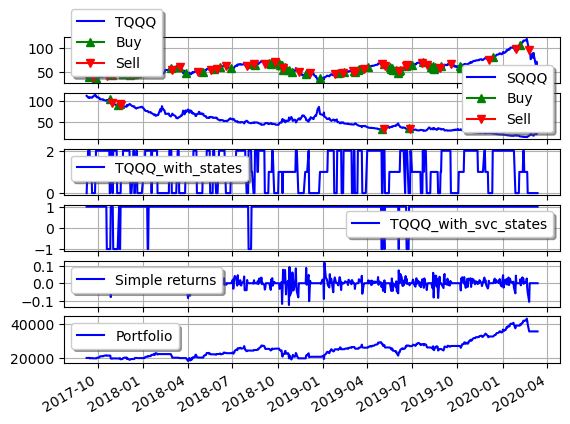 TQQQ
Buy
Sell
100
50
SQQQ
Buy
Sell
100
50
2
0
TQQQ_with_states
1
0
−1
TQQQ_with_svc_states
0.1
0.0
−0.1
Simple returns
40000
20000
Portfolio
2017-10
2018-01
2018-04
2018-07
2018-10
2019-01
2019-04
2019-07
2019-10
2020-01
2020-04